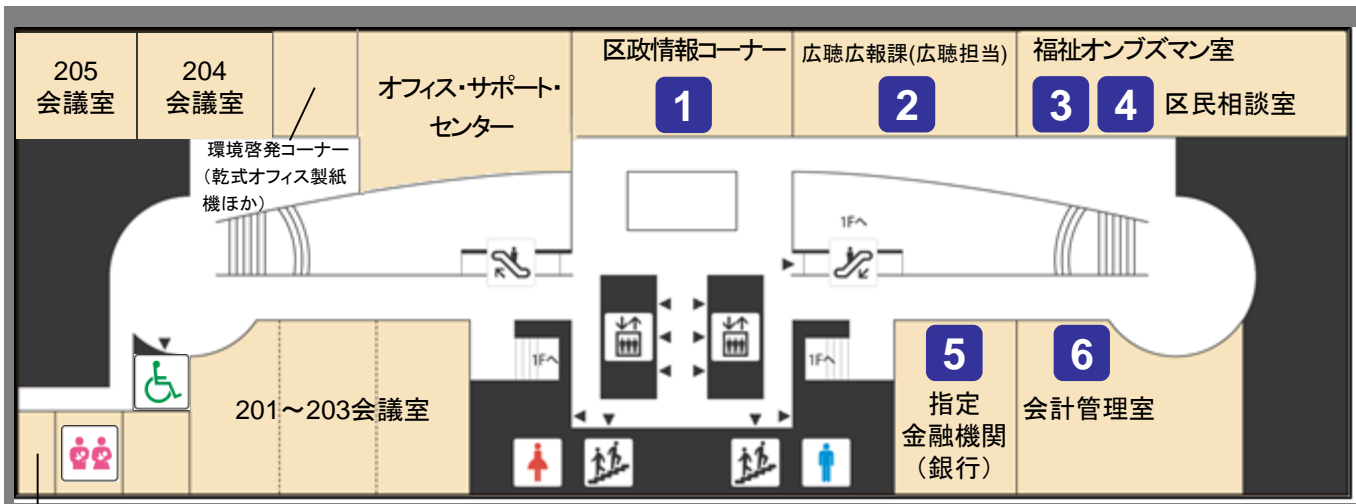 205
会議室
204
会議室
オフィス・サポート・
センター
区政情報コーナー
1
広聴広報課(広聴担当)
2
福祉オンブズマン室
3 4 区民相談室
環境啓発コーナー
（乾式オフィス製紙
機ほか）
1Fへ
1Fへ
1Fへ
201～203会議室
5
指定
金融機関
（銀行）
6
会計管理室